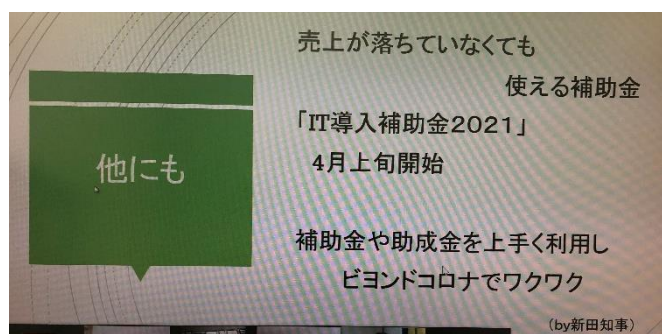 他にも
売上が落ちていなくても
使える補助金
「IT導入補助金2021」
4月上旬開始
補助金や助成金を上手く利用し
ビヨンドコロナでワクワク
(by新田知事)